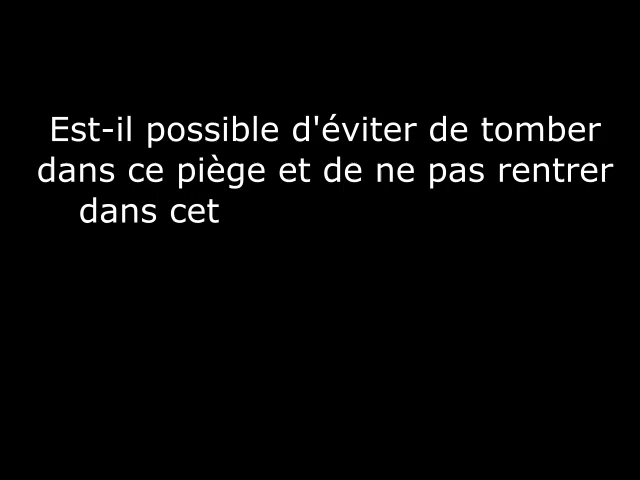 Est-il possible d'éviter de tomber
dans ce piège et de ne pas rentrer
dans cet